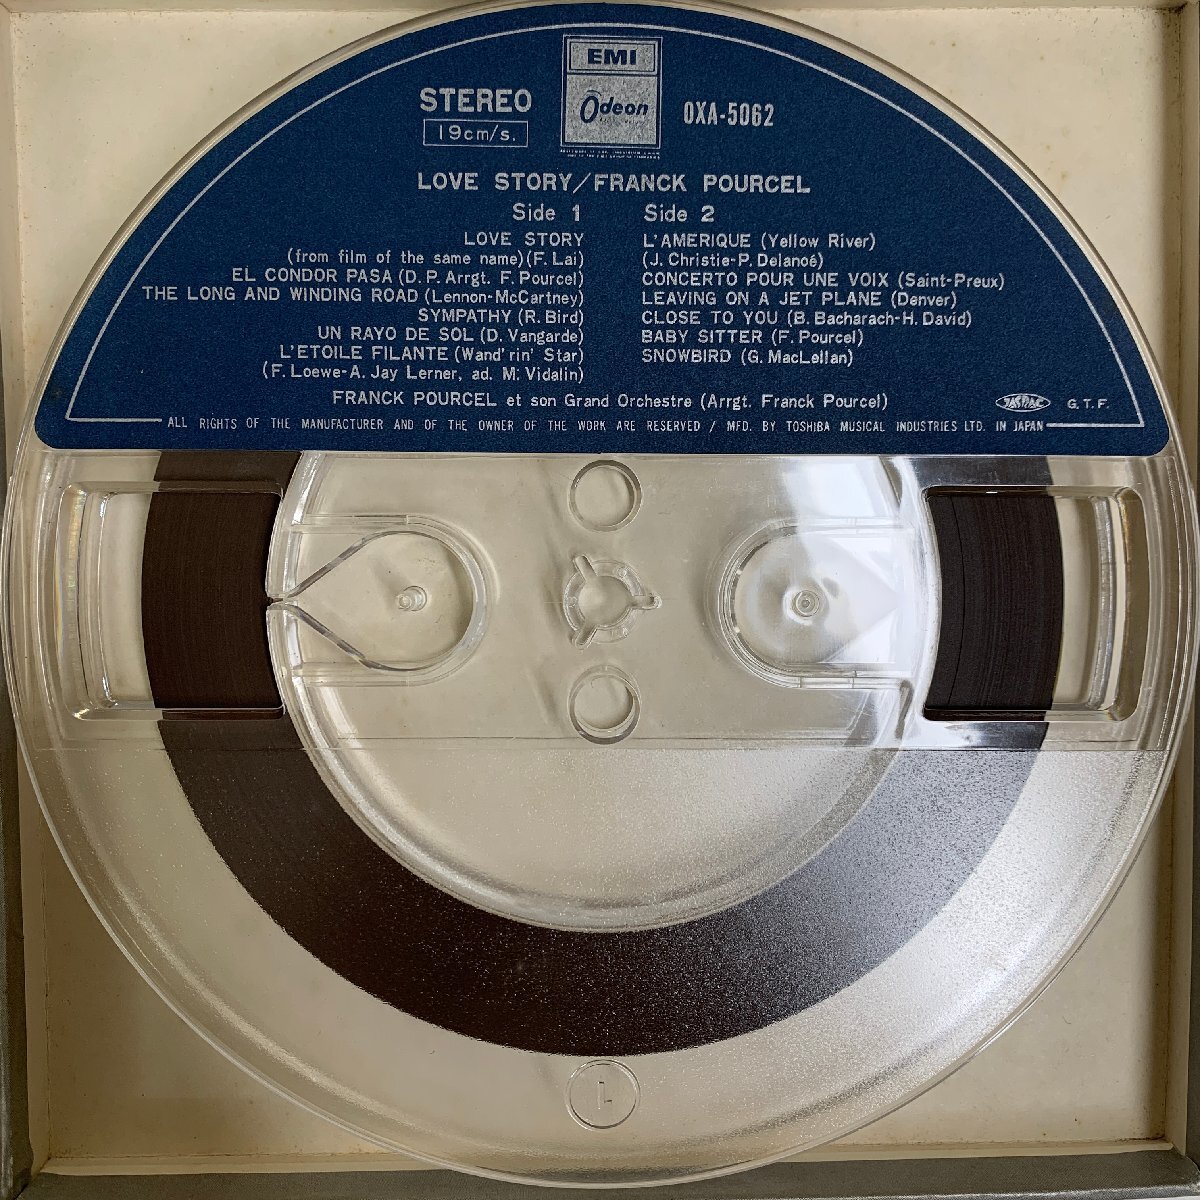 EMI
Odeon
STEREO
19cm/s.
OXA-5062
LOVE STORY/FRANCK POURCEL
Side 1
LOVE STORY
(from film of the same name) (F. Lai)
EL CONDOR PASA (D. P. Arrgt. F. Pourcel)
THE LONG AND WINDING ROAD (Lennon-McCartney)
SYMPATHY (R. Bird)
UN RAYO DE SOL (D. Vangarde)
L'ETOILE FILANTE (Wand'rin' Star)
(F. Loewe-A. Jay Lerner, ad. M. Vidalin)
Side 2
L'AMERIQUE (Yellow River)
(J. Christie-P. Delanoé)
CONCERTO POUR UNE VOIX (Saint-Preux)
LEAVING ON A JET PLANE (Denver)
CLOSE TO YOU (B. Bacharach-H. David)
BABY SITTER (F. Pourcel)
SNOWBIRD (G. MacLellan)
FRANCK POURCEL et son Grand Orchestre (Arrgt. Franck Pourcel)
JASRAC G. T. F.
ALL RIGHTS OF THE MANUFACTURER AND OF THE OWNER OF THE WORK ARE RESERVED / MFD. BY TOSHIBA MUSICAL INDUSTRIES LTD. IN JAPAN